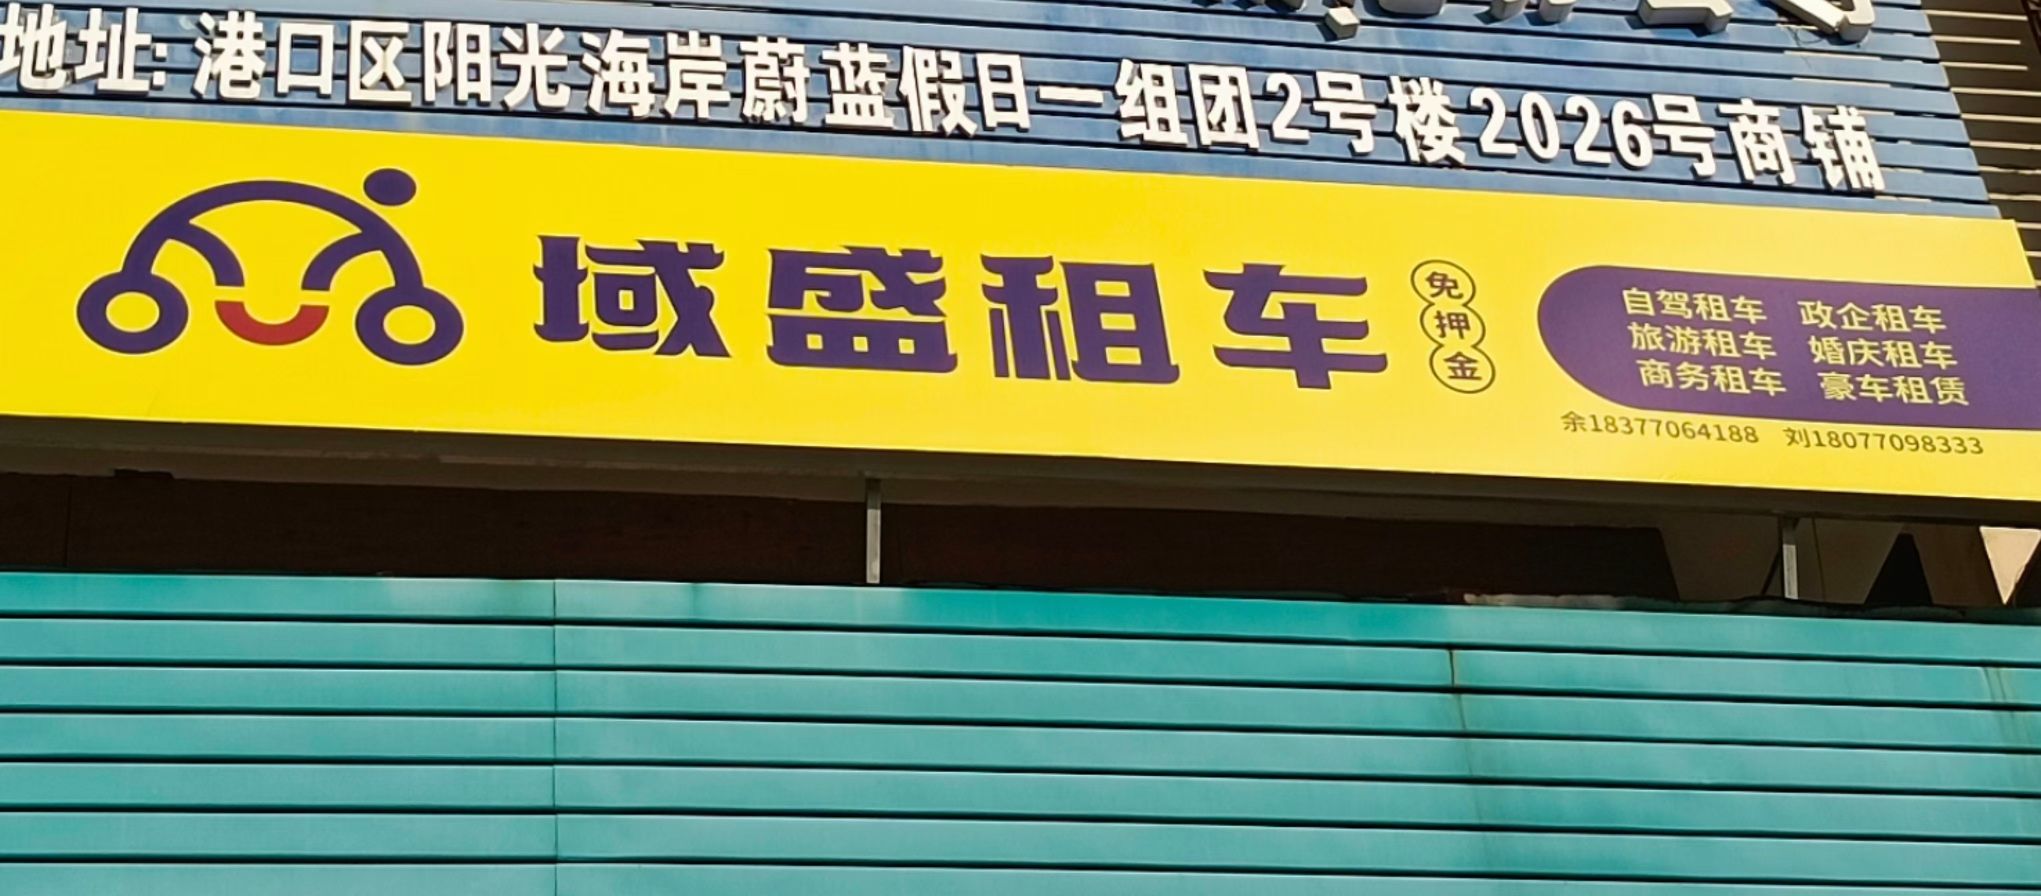 地址:港口区阳光海岸蔚蓝假日一组团2号楼2026号商铺
域盛租车
免押金
自驾租车 政企租车
旅游租车 婚庆租车
商务租车 豪车租赁
余18377064188 刘18077098333